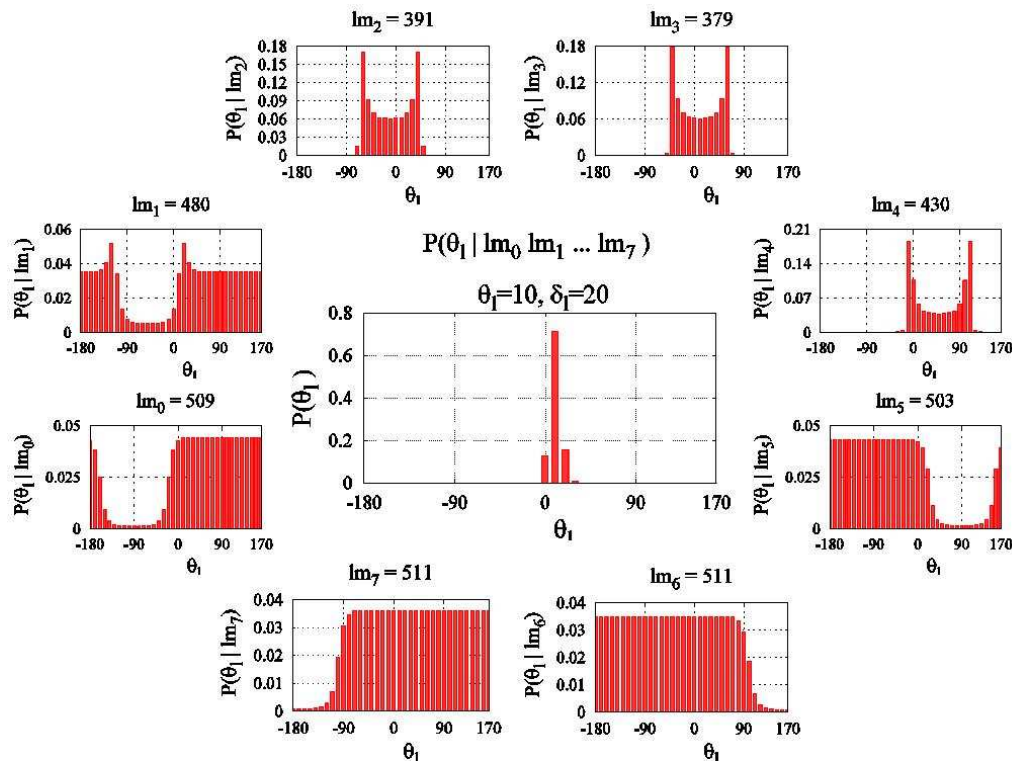 lm₂ = 391
P(θ₁ | lm₂)
0.18
0.15
0.12
0.09
0.06
0.03
0
-180 -90 0 90 170
θ₁
lm₃ = 379
P(θ₁ | lm₃)
0.18
0.12
0.06
0
-180 -90 0 90 170
θ₁
lm₁ = 480
P(θ₁ | lm₁)
0.06
0.04
0.02
0
-180 -90 0 90 170
θ₁
P(θ₁ | lm₀ lm₁ ... lm₇ )
θ₁=10, δ₁=20
P(θ₁)
0.8
0.6
0.4
0.2
0
-180 -90 0 90 170
θ₁
lm₄ = 430
P(θ₁ | lm₄)
0.21
0.14
0.07
0
-180 -90 0 90 170
θ₁
lm₀ = 509
P(θ₁ | lm₀)
0.05
0.025
0
-180 -90 0 90 170
θ₁
lm₅ = 503
P(θ₁ | lm₅)
0.05
0.025
0
-180 -90 0 90 170
θ₁
lm₇ = 511
P(θ₁ | lm₇)
0.04
0.03
0.02
0.01
0
-180 -90 0 90 170
θ₁
lm₆ = 511
P(θ₁ | lm₆)
0.04
0.03
0.02
0.01
0
-180 -90 0 90 170
θ₁